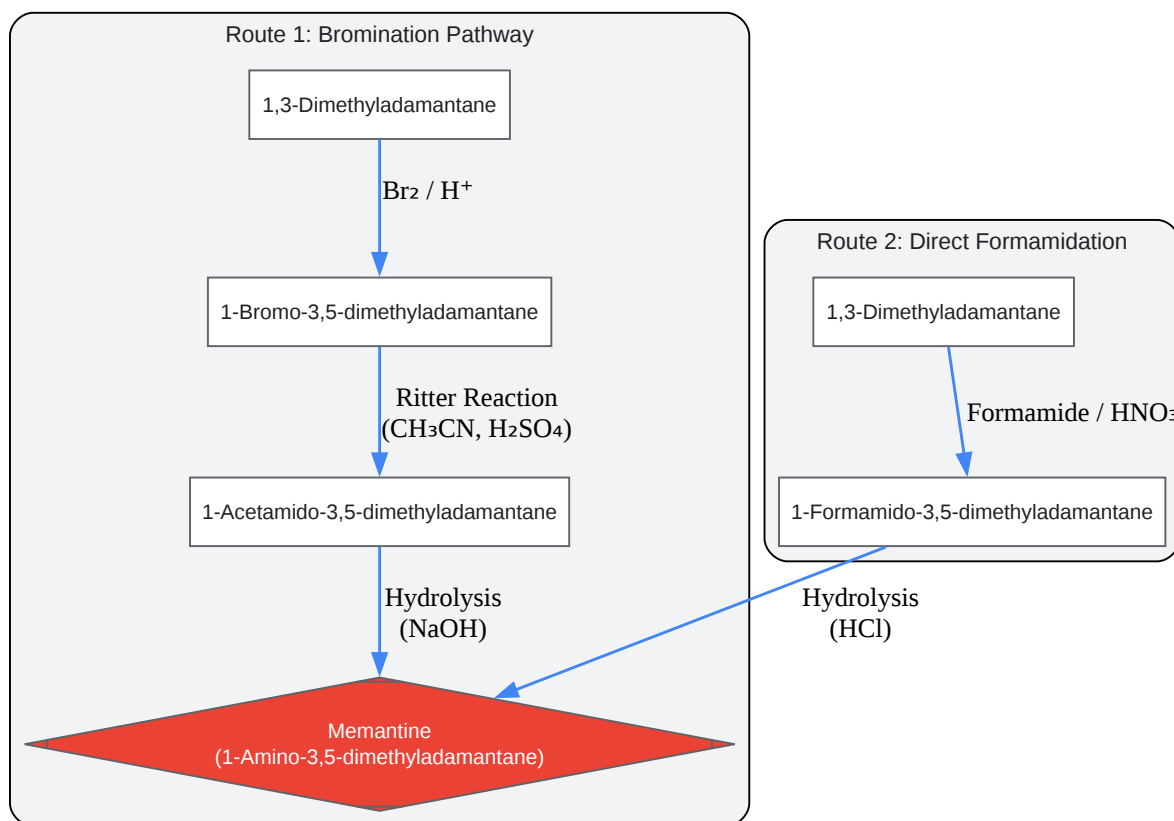 Route 1: Bromination Pathway
1,3-Dimethyladamantane
Br₂ / H⁺
1-Bromo-3,5-dimethyladamantane
Ritter Reaction
(CH₃CN, H₂SO₄)
1-Acetamido-3,5-dimethyladamantane
Hydrolysis
(NaOH)
Memantine
(1-Amino-3,5-dimethyladamantane)
Route 2: Direct Formamidation
1,3-Dimethyladamantane
Formamide / HNO₃
1-Formamido-3,5-dimethyladamantane
Hydrolysis
(HCl)